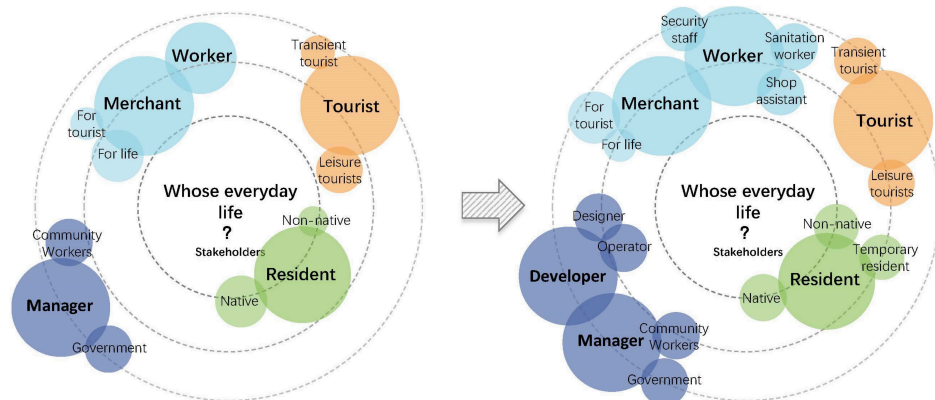 Worker
Merchant
For
tourist
For life
Transient
tourist
Tourist
Leisure
tourists
Whose everyday
life
?
Stakeholders
Non-native
Resident
Native
Community
Workers
Manager
Government
Security
staff
Worker
Sanitation
worker
Shop
assistant
Merchant
For
tourist
For life
Transient
tourist
Tourist
Leisure
tourists
Whose everyday
life
?
Stakeholders
Non-native
Temporary
resident
Resident
Native
Designer
Operator
Developer
Manager
Community
Workers
Government